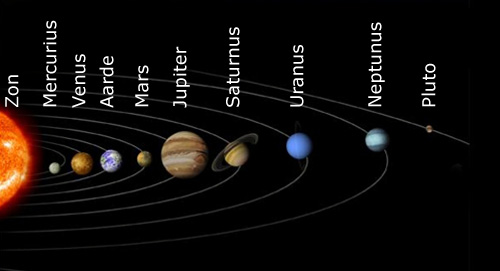 Zon
Mercurius
Venus
Aarde
Mars
Jupiter
Saturnus
Uranus
Neptunus
Pluto